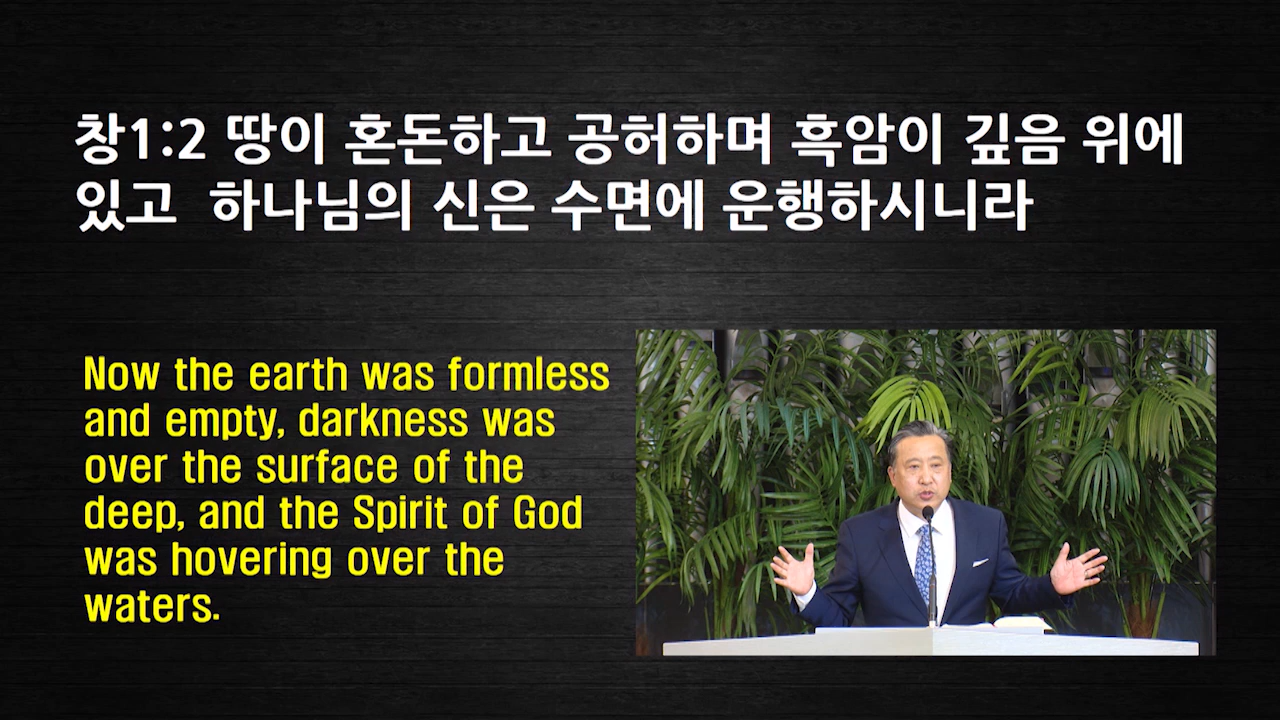 창1:2 땅이 혼돈하고 공허하며 흑암이 깊음 위에
있고  하나님의 신은 수면에 운행하시니라
Now the earth was formless
and empty, darkness was
over the surface of the
deep, and the Spirit of God
was hovering over the
waters.